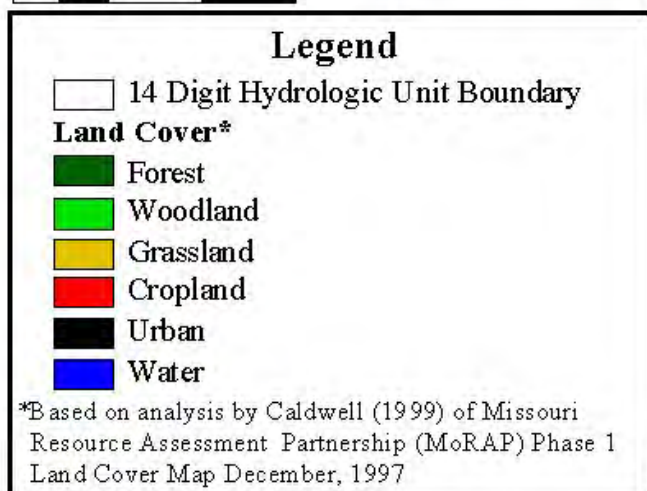 Legend
14 Digit Hydrologic Unit Boundary
Land Cover*
Forest
Woodland
Grassland
Cropland
Urban
Water
*Based on analysis by Caldwell (1999) of Missouri
Resource Assessment Partnership (MoRAP) Phase 1
Land Cover Map December, 1997